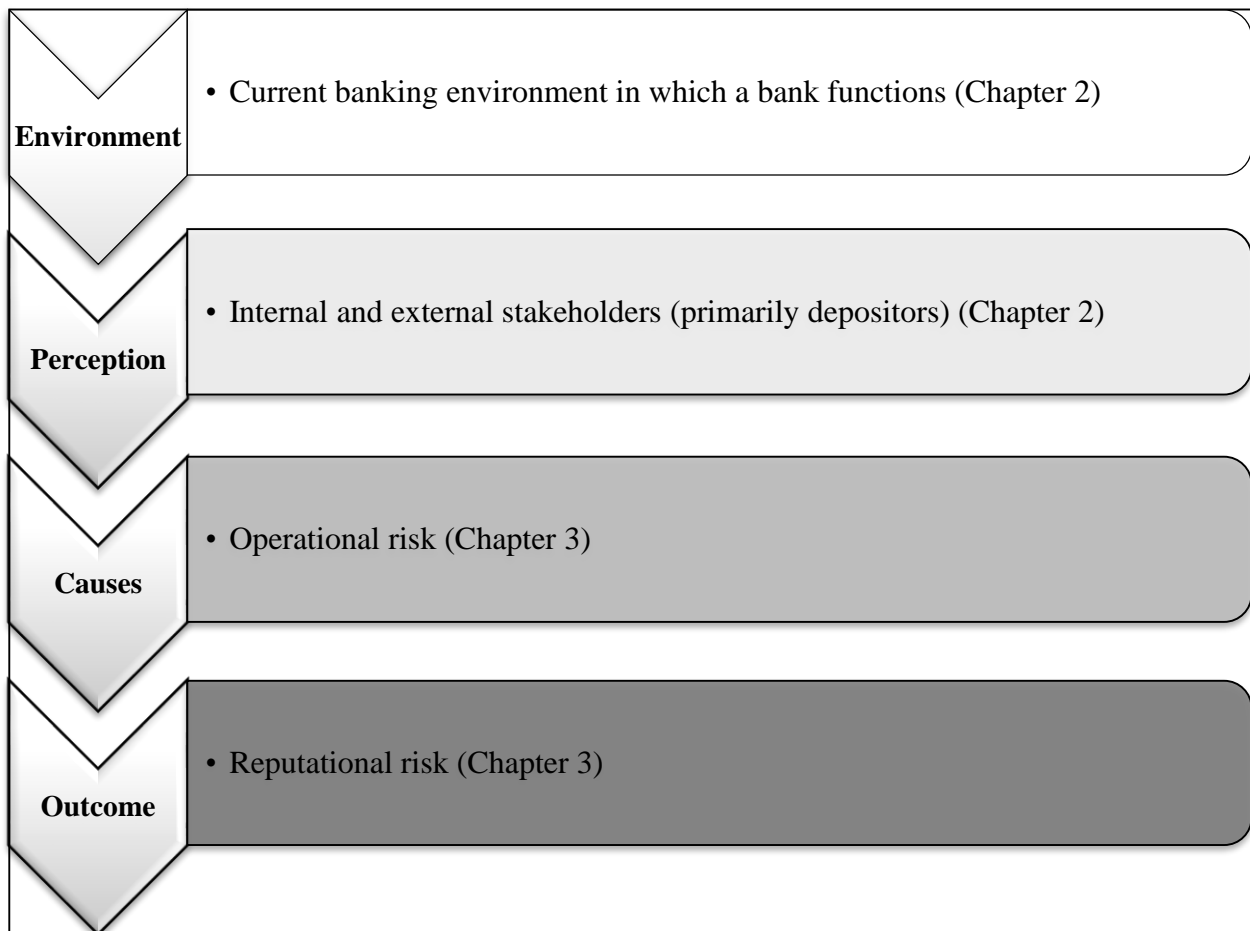 Environment
• Current banking environment in which a bank functions (Chapter 2)
Perception
• Internal and external stakeholders (primarily depositors) (Chapter 2)
Causes
• Operational risk (Chapter 3)
Outcome
• Reputational risk (Chapter 3)